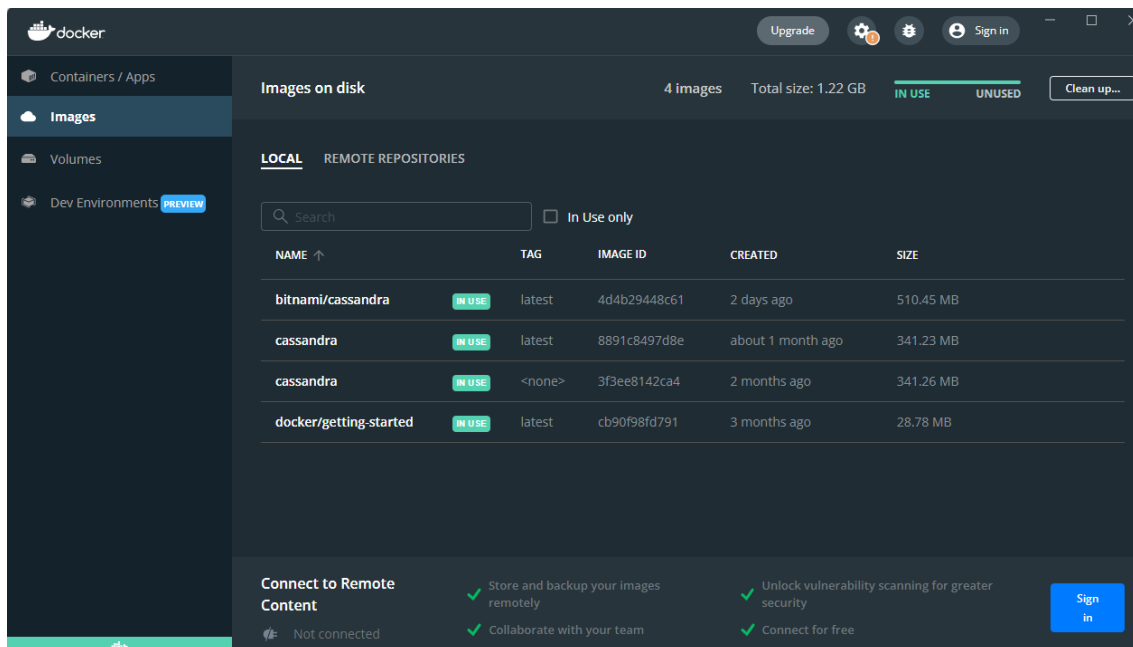 docker
Upgrade
Sign in
Containers / Apps
Images
Volumes
Dev Environments PREVIEW
Images on disk
4 images
Total size: 1.22 GB
IN USE
UNUSED
Clean up...
LOCAL
REMOTE REPOSITORIES
Search
In Use only
NAME TAG IMAGE ID CREATED SIZE
bitnami/cassandra IN USE latest 4d4b29448c61 2 days ago 510.45 MB
cassandra IN USE latest 8891c8497d8e about 1 month ago 341.23 MB
cassandra IN USE <none> 3f3ee8142ca4 2 months ago 341.26 MB
docker/getting-started IN USE latest cb90f98fd791 3 months ago 28.78 MB
Connect to Remote
Content
Not connected
Store and backup your images
remotely
Collaborate with your team
Unlock vulnerability scanning for greater
security
Connect for free
Sign
in